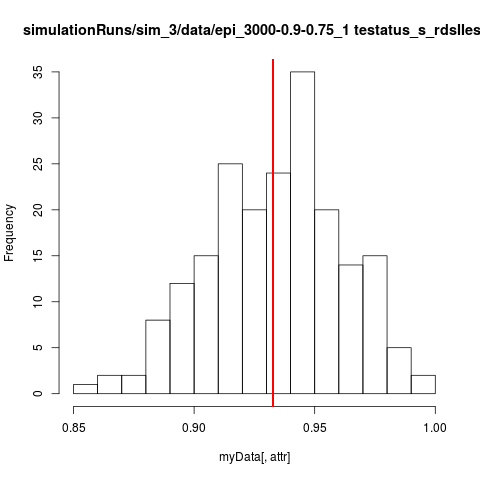 simulationRuns/sim_3/data/epi_3000-0.9-0.75_1 testatus_s_rdslles
35
30
25
20
15
10
5
0
Frequency
0.85 0.90 0.95 1.00
myData[, attr]